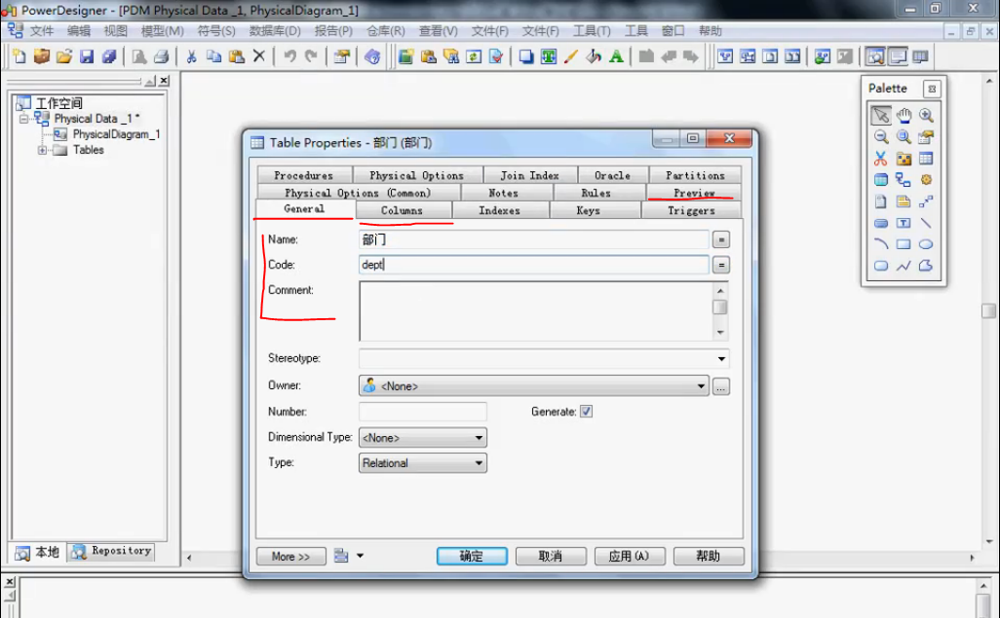 PowerDesigner - [PDM Physical Data _1, PhysicalDiagram_1]
文件 编辑 视图 模型(M) 符号(S) 数据库(D) 报告(P) 仓库(R) 查看(V) 文件(F) 文件(F) 工具(T) 工具 窗口 帮助
工作空间
Physical Data _1 *
PhysicalDiagram_1
Tables
本地 Repository
Palette
Table Properties - 部门 (部门)
Procedures Physical Options Join Index Oracle Partitions
Physical Options (Common) Notes Rules Preview
General Columns Indexes Keys Triggers
Name: 部门 =
Code: dept =
Comment:
Stereotype:
Owner: <None> ...
Number: Generate:
Dimensional Type: <None>
Type: Relational
More >> 确定 取消 应用(A) 帮助